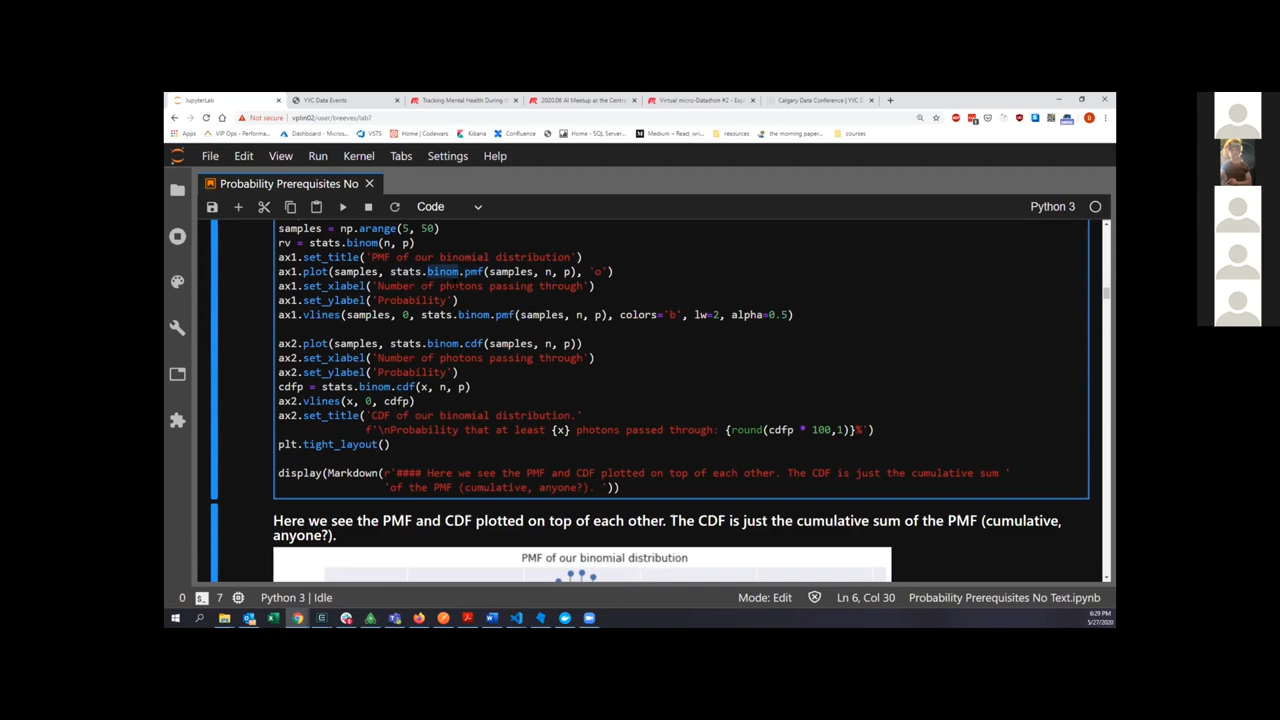 JupyterLab
YYC Data Events
Tracking Mental Health During th
2020.06 AI Meetup at the Centre
Virtual micro-Datathon #2 - Exp
Calgary Data Conference | YYC D
Not secure
vplin02/user/breeves/lab?
Apps
VIP Ops - Performa...
Dashboard - Micros...
VSTS
Home | Codewars
Kibana
Confluence
Home - SQL Server...
Medium – Read, wri...
resources
the morning paper...
courses
File Edit View Run Kernel Tabs Settings Help
Probability Prerequisites No
Code
Python 3
samples = np.arange(5, 50)
rv = stats.binom(n, p)
ax1.set_title('PMF of our binomial distribution')
ax1.plot(samples, stats.binom.pmf(samples, n, p), 'o')
ax1.set_xlabel('Number of photons passing through')
ax1.set_ylabel('Probability')
ax1.vlines(samples, 0, stats.binom.pmf(samples, n, p), colors='b', lw=2, alpha=0.5)
ax2.plot(samples, stats.binom.cdf(samples, n, p))
ax2.set_xlabel('Number of photons passing through')
ax2.set_ylabel('Probability')
cdfp = stats.binom.cdf(x, n, p)
ax2.vlines(x, 0, cdfp)
ax2.set_title('CDF of our binomial distribution.'
f'\nProbability that at least {x} photons passed through: {round(cdfp * 100,1)}%')
plt.tight_layout()
display(Markdown(r'#### Here we see the PMF and CDF plotted on top of each other. The CDF is just the cumulative sum '
'of the PMF (cumulative, anyone?). '))
Here we see the PMF and CDF plotted on top of each other. The CDF is just the cumulative sum of the PMF (cumulative,
anyone?).
PMF of our binomial distribution
0
7
Python 3 | Idle
Mode: Edit
Ln 6, Col 30
Probability Prerequisites No Text.ipynb
6:29 PM
5/27/2020